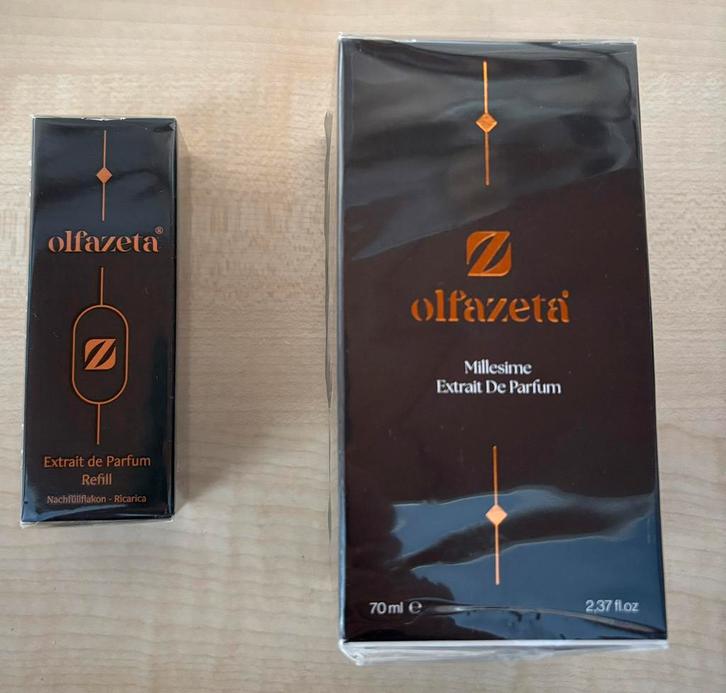 olfazeta®
Z
Extrait de Parfum
Refill
Nachfüllflakon - Ricarica
Z
olfazeta®
Millesime
Extrait De Parfum
70 ml ℮
2,37 fl.oz